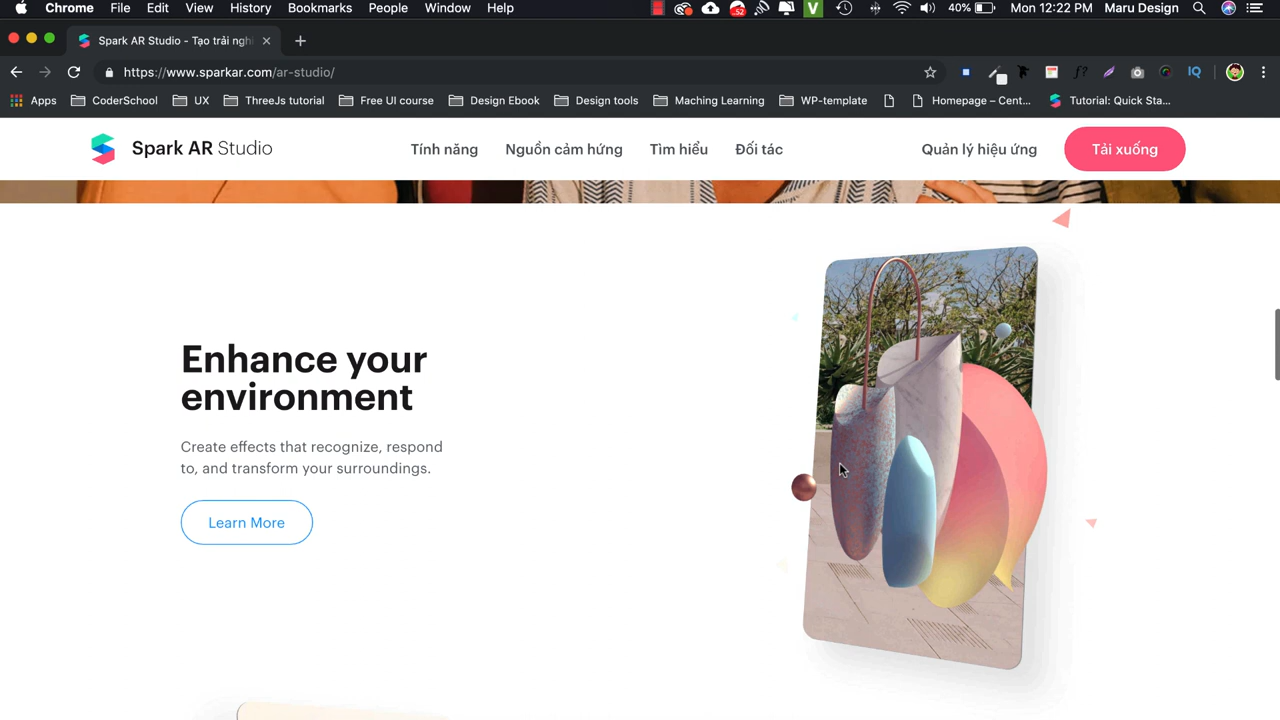 Chrome File Edit View History Bookmarks People Window Help 52 V 40% Mon 12:22 PM Maru Design
Spark AR Studio - Tạo trải nghi
https://www.sparkar.com/ar-studio/ f? IQ
Apps CoderSchool UX ThreeJs tutorial Free UI course Design Ebook Design tools Maching Learning WP-template Homepage – Cent... Tutorial: Quick Sta...
Spark AR Studio Tính năng Nguồn cảm hứng Tìm hiểu Đối tác Quản lý hiệu ứng Tải xuống
Enhance your
environment
Create effects that recognize, respond
to, and transform your surroundings.
Learn More